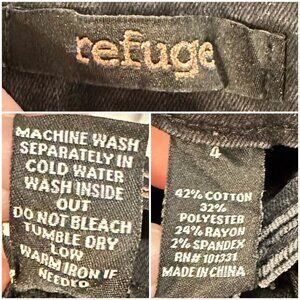 refuge
MACHINE WASH
SEPARATELY IN
COLD WATER
WASH INSIDE
OUT
DO NOT BLEACH
TUMBLE DRY
LOW
WARM IRON IF
NEEDED
4
42% COTTON
32%
POLYESTER
24% RAYON
2% SPANDEX
RN# 101331
MADE IN CHINA